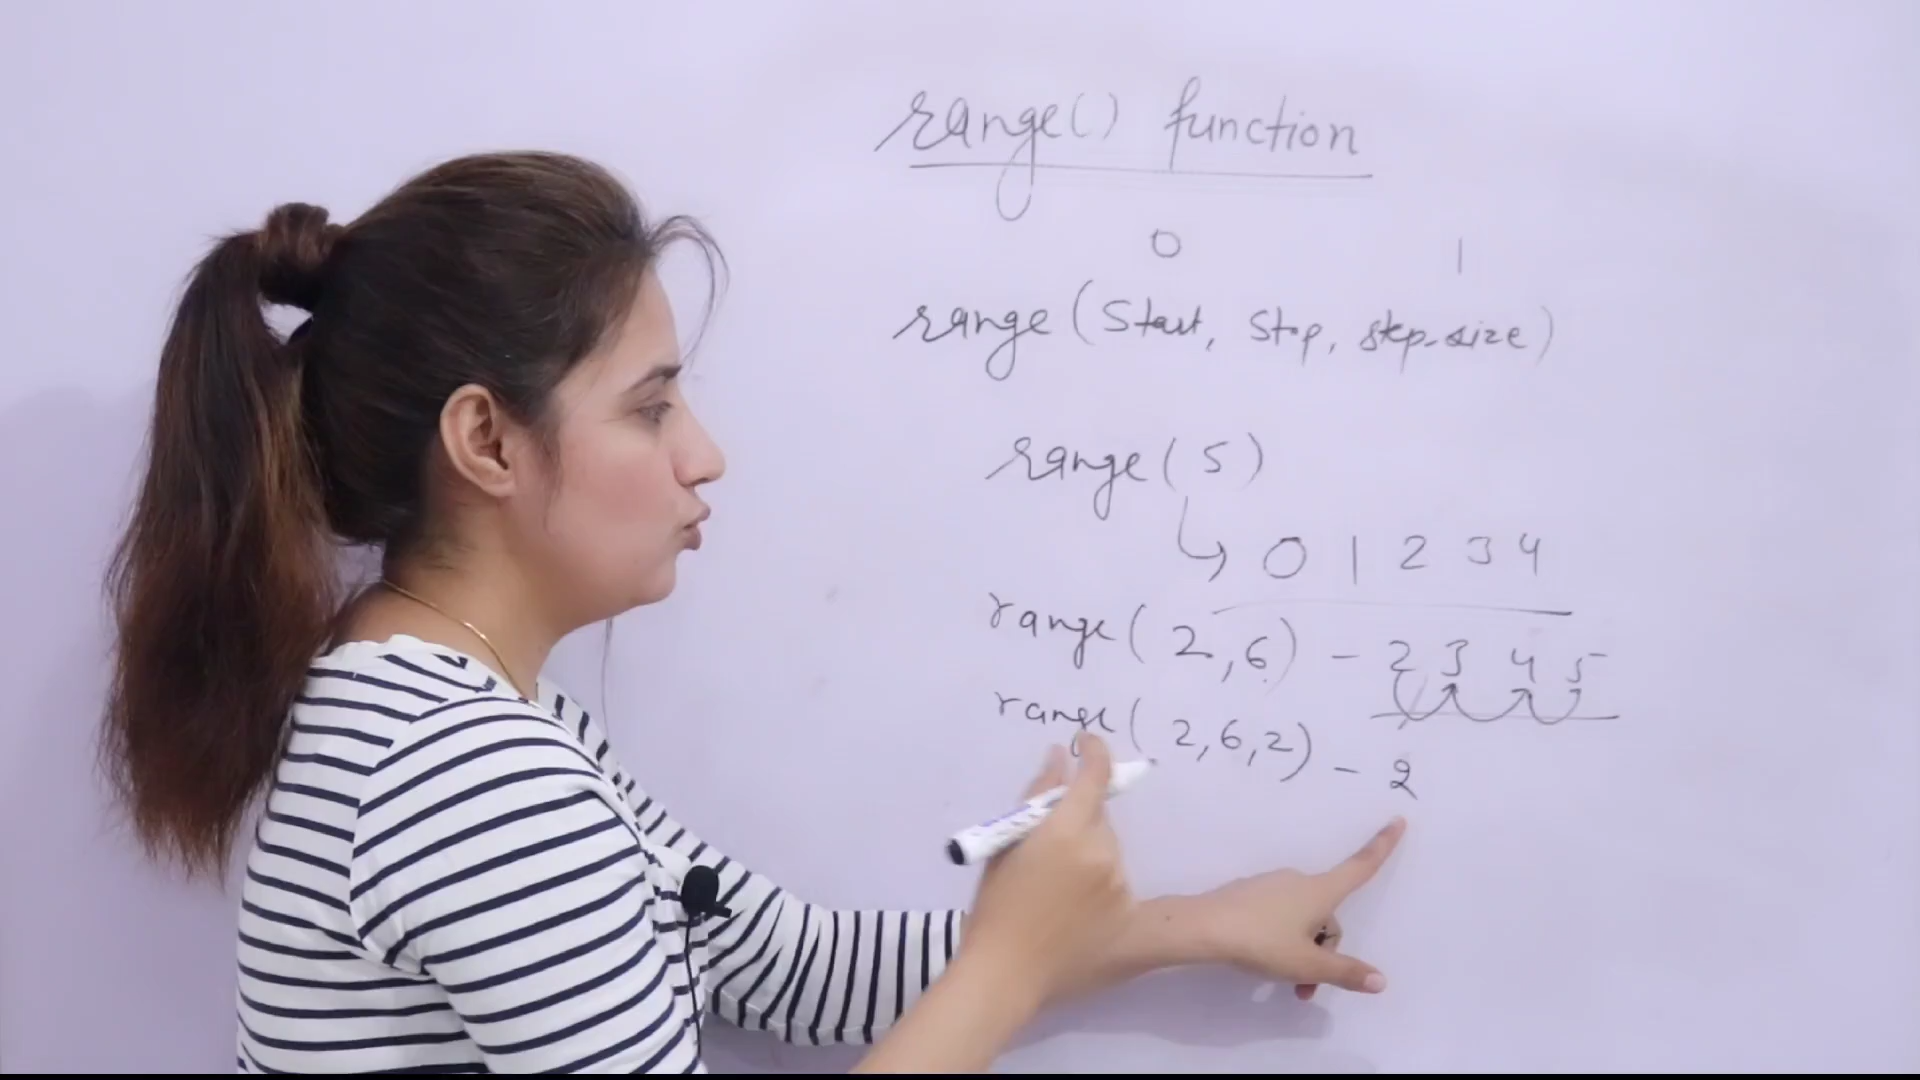 range() function
0 1
range(Start, Stop, step-size)
range(5)
0 1 2 3 4
range(2,6) - 2 3 4 5
range(2,6,2) - 2